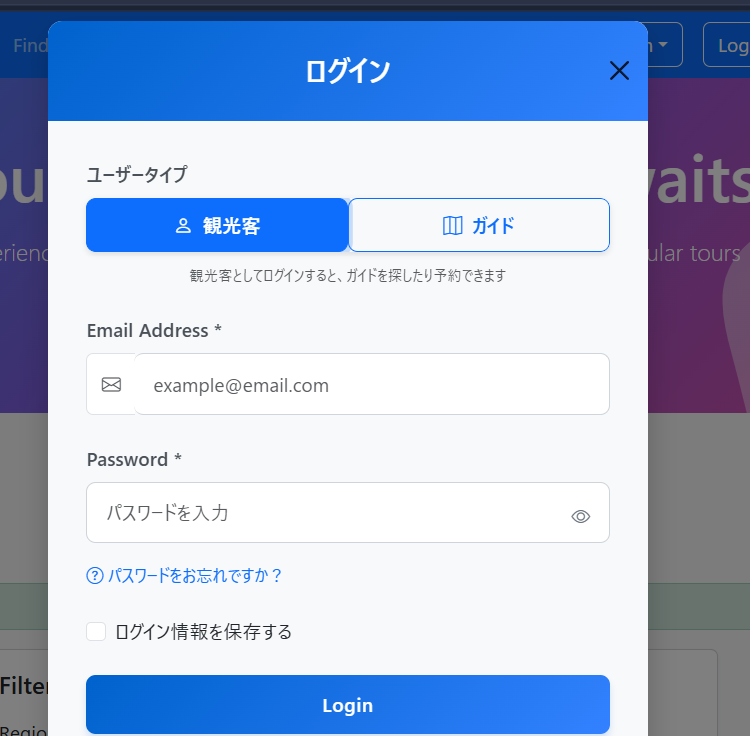 Find
Log
ログイン
ユーザータイプ
観光客
ガイド
観光客としてログインすると、ガイドを探したり予約できます
ular tours
Email Address *
example@email.com
Password *
パスワードを入力
パスワードをお忘れですか？
ログイン情報を保存する
Filter
Login
Regio